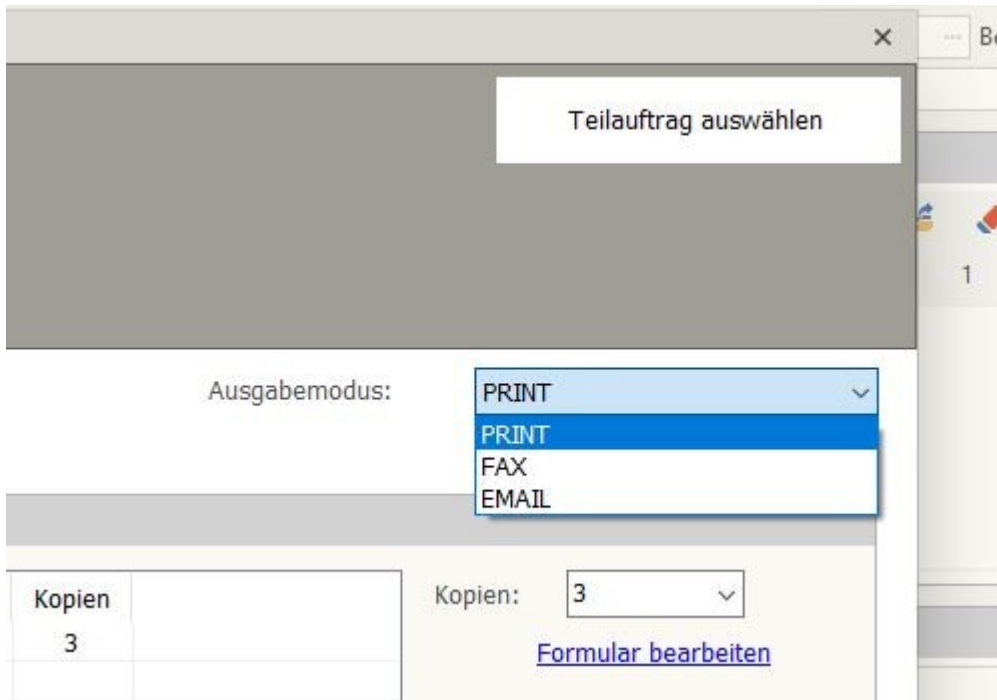 Teilauftrag auswählen
1
Ausgabemodus:
PRINT
PRINT
FAX
EMAIL
Kopien
Kopien:
3
3
Formular bearbeiten